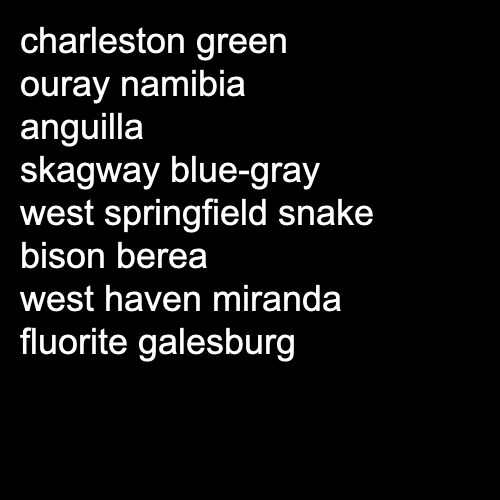 charleston green
ouray namibia
anguilla
skagway blue-gray
west springfield snake
bison berea
west haven miranda
fluorite galesburg